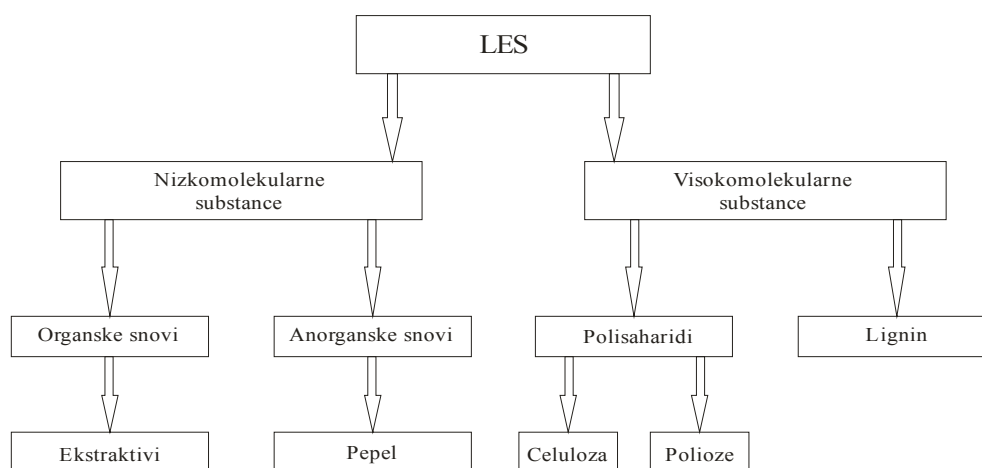 LES
Nizkomolekularne
substance
Visokomolekularne
substance
Organske snovi
Anorganske snovi
Polisaharidi
Lignin
Ekstraktivi
Pepel
Celuloza
Polioze